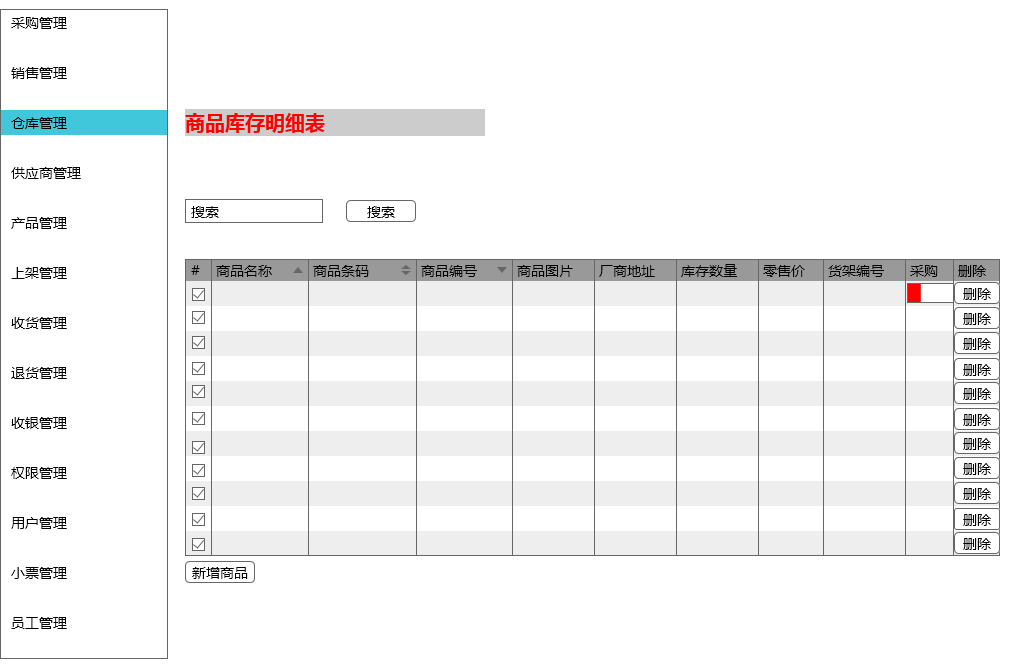 采购管理
销售管理
仓库管理
供应商管理
产品管理
上架管理
收货管理
退货管理
收银管理
权限管理
用户管理
小票管理
员工管理
商品库存明细表
搜索 搜索
# 商品名称 商品条码 商品编号 商品图片 厂商地址 库存数量 零售价 货架编号 采购 删除
删除
删除
删除
删除
删除
删除
删除
删除
删除
删除
删除
新增商品